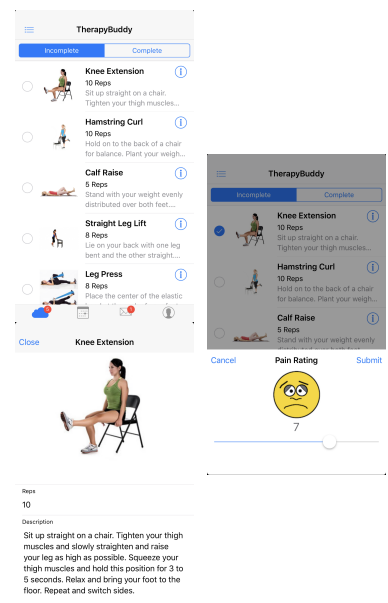 TherapyBuddy
Incomplete Complete
Knee Extension
10 Reps
Sit up straight on a chair.
Tighten your thigh muscles...
Hamstring Curl
10 Reps
Hold on to the back of a chair
for balance. Plant your weigh...
Calf Raise
5 Reps
Stand with your weight evenly
distributed over both feet....
Straight Leg Lift
8 Reps
Lie on your back with one leg
bent and the other straight....
Leg Press
8 Reps
Place the center of the elastic
Close Knee Extension
Reps
10
Description
Sit up straight on a chair. Tighten your thigh
muscles and slowly straighten and raise
your leg as high as possible. Squeeze your
thigh muscles and hold this position for 3 to
5 seconds. Relax and bring your foot to the
floor. Repeat and switch sides.
TherapyBuddy
Incomplete Complete
Knee Extension
10 Reps
Sit up straight on a chair.
Tighten your thigh muscles...
Hamstring Curl
10 Reps
Hold on to the back of a chair
for balance. Plant your weigh...
Calf Raise
5 Reps
Stand with your weight evenly
Cancel Pain Rating Submit
7